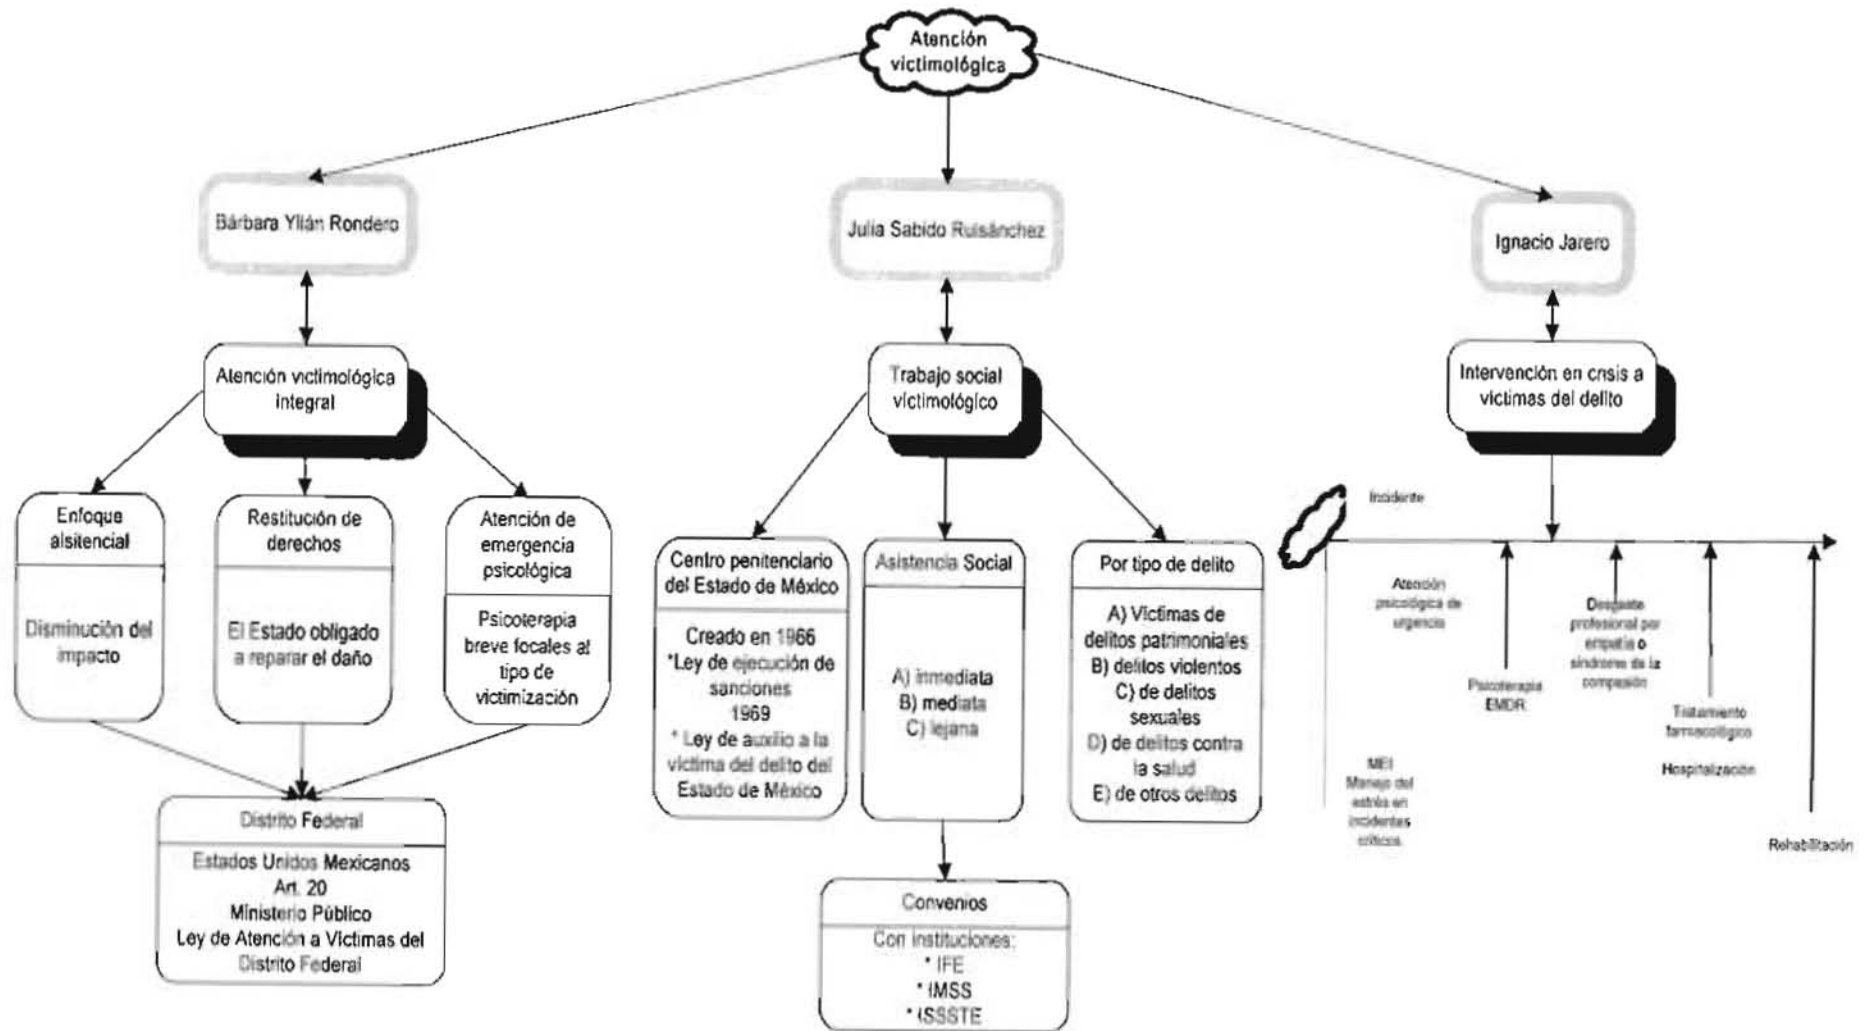 Atención
victimológica
Bárbara Yllán Rondero
Julia Sabido Ruisánchez
Ignacio Jarero
Atención victimológica
integral
Trabajo social
victimológico
Intervención en crisis a
víctimas del delito
Enfoque
alsitencial
Disminución del
impacto
Restitución de
derechos
El Estado obligado
a reparar el daño
Atención de
emergencia
psicológica
Psicoterapia
breve focales al
tipo de
victimización
Distrito Federal
Estados Unidos Mexicanos
Art. 20
Ministerio Público
Ley de Atención a Víctimas del
Distrito Federal
Centro penitenciario
del Estado de México
Creado en 1966
*Ley de ejecución de
sanciones
1969
* Ley de auxilio a la
víctima del delito del
Estado de México
Asistencia Social
A) inmediata
B) mediata
C) lejana
Convenios
Con instituciones:
* IFE
* IMSS
* ISSSTE
Por tipo de delito
A) Víctimas de
delitos patrimoniales
B) delitos violentos
C) de delitos
sexuales
D) de delitos contra
la salud
E) de otros delitos
Incidente
MEI
Manejo del
estrés en
incidentes
críticos
Atención
psicológica de
urgencia
Psicoterapia
EMDR
Desgaste
profesional por
empatía o
síndrome de la
compasión
Tratamiento
farmacológico
Hospitalización
Rehabilitación